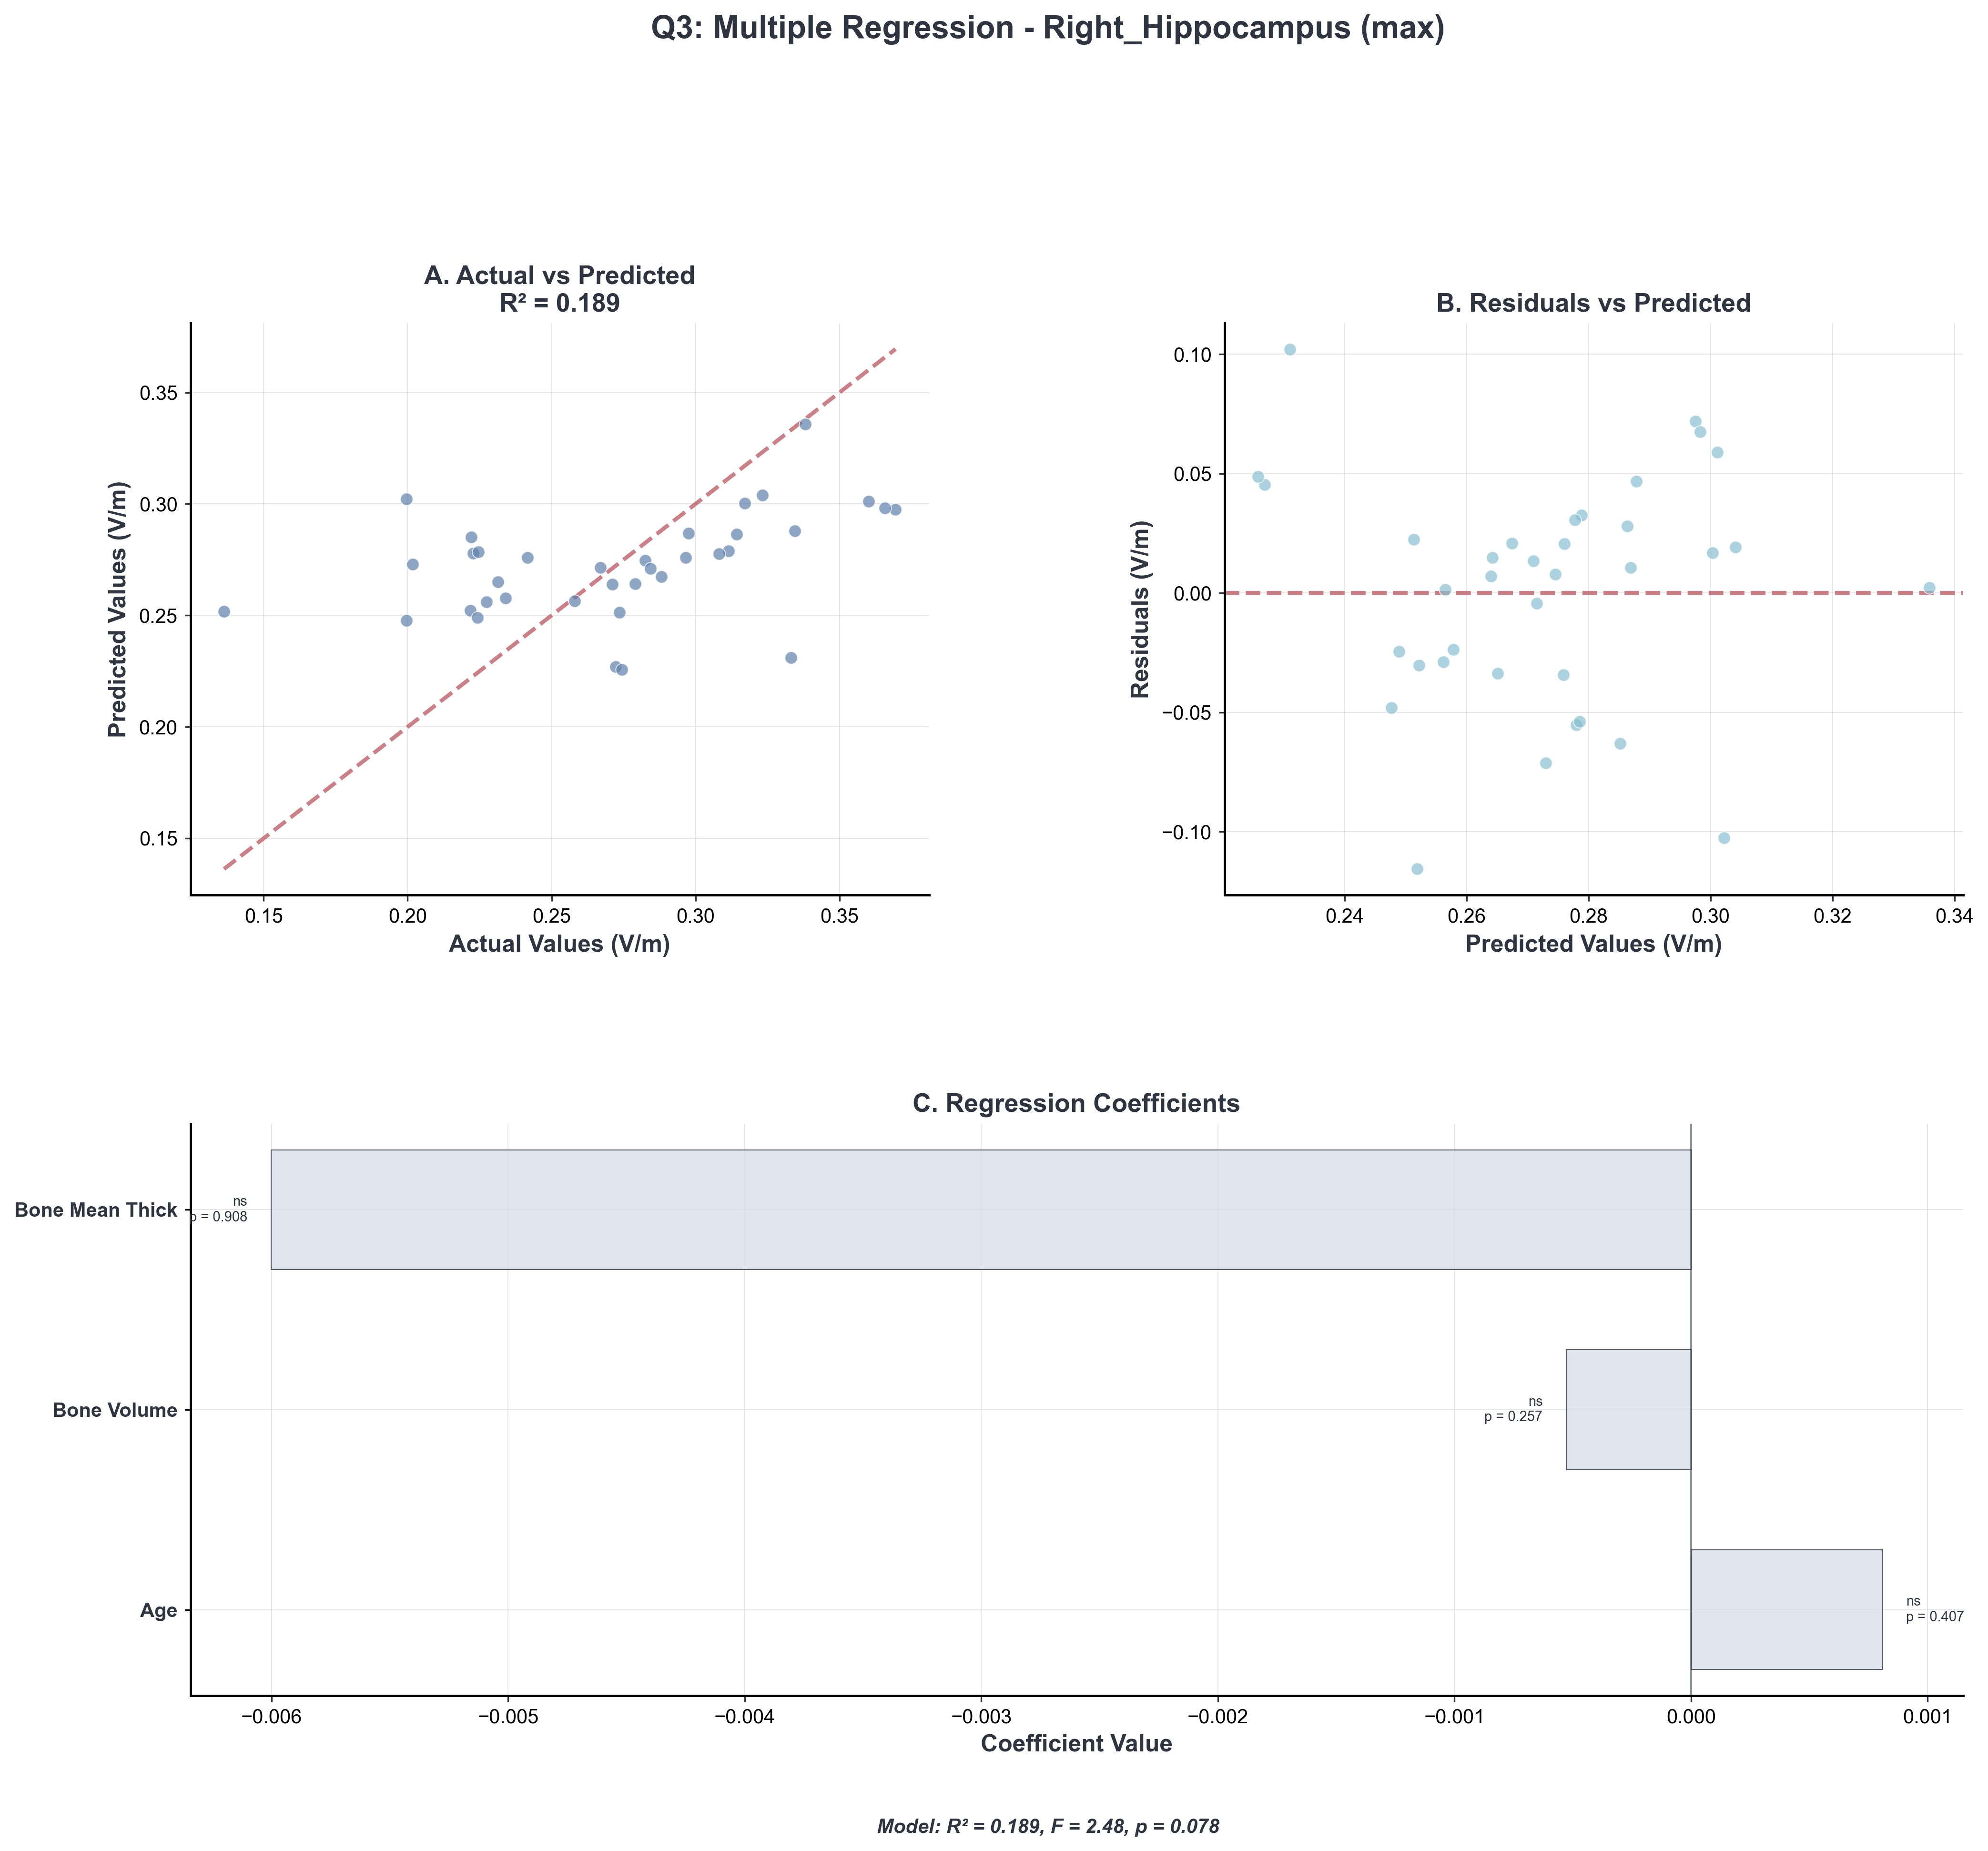 Q3: Multiple Regression - Right_Hippocampus (max)
A. Actual vs Predicted
R² = 0.189
Predicted Values (V/m)
0.35
0.30
0.25
0.20
0.15
0.15
0.20
0.25
0.30
0.35
Actual Values (V/m)
B. Residuals vs Predicted
Residuals (V/m)
0.10
0.05
0.00
−0.05
−0.10
0.24
0.26
0.28
0.30
0.32
0.34
Predicted Values (V/m)
C. Regression Coefficients
Bone Mean Thick
ns
p = 0.908
Bone Volume
ns
p = 0.257
Age
ns
p = 0.407
−0.006
−0.005
−0.004
−0.003
−0.002
−0.001
0.000
0.001
Coefficient Value
Model: R² = 0.189, F = 2.48, p = 0.078